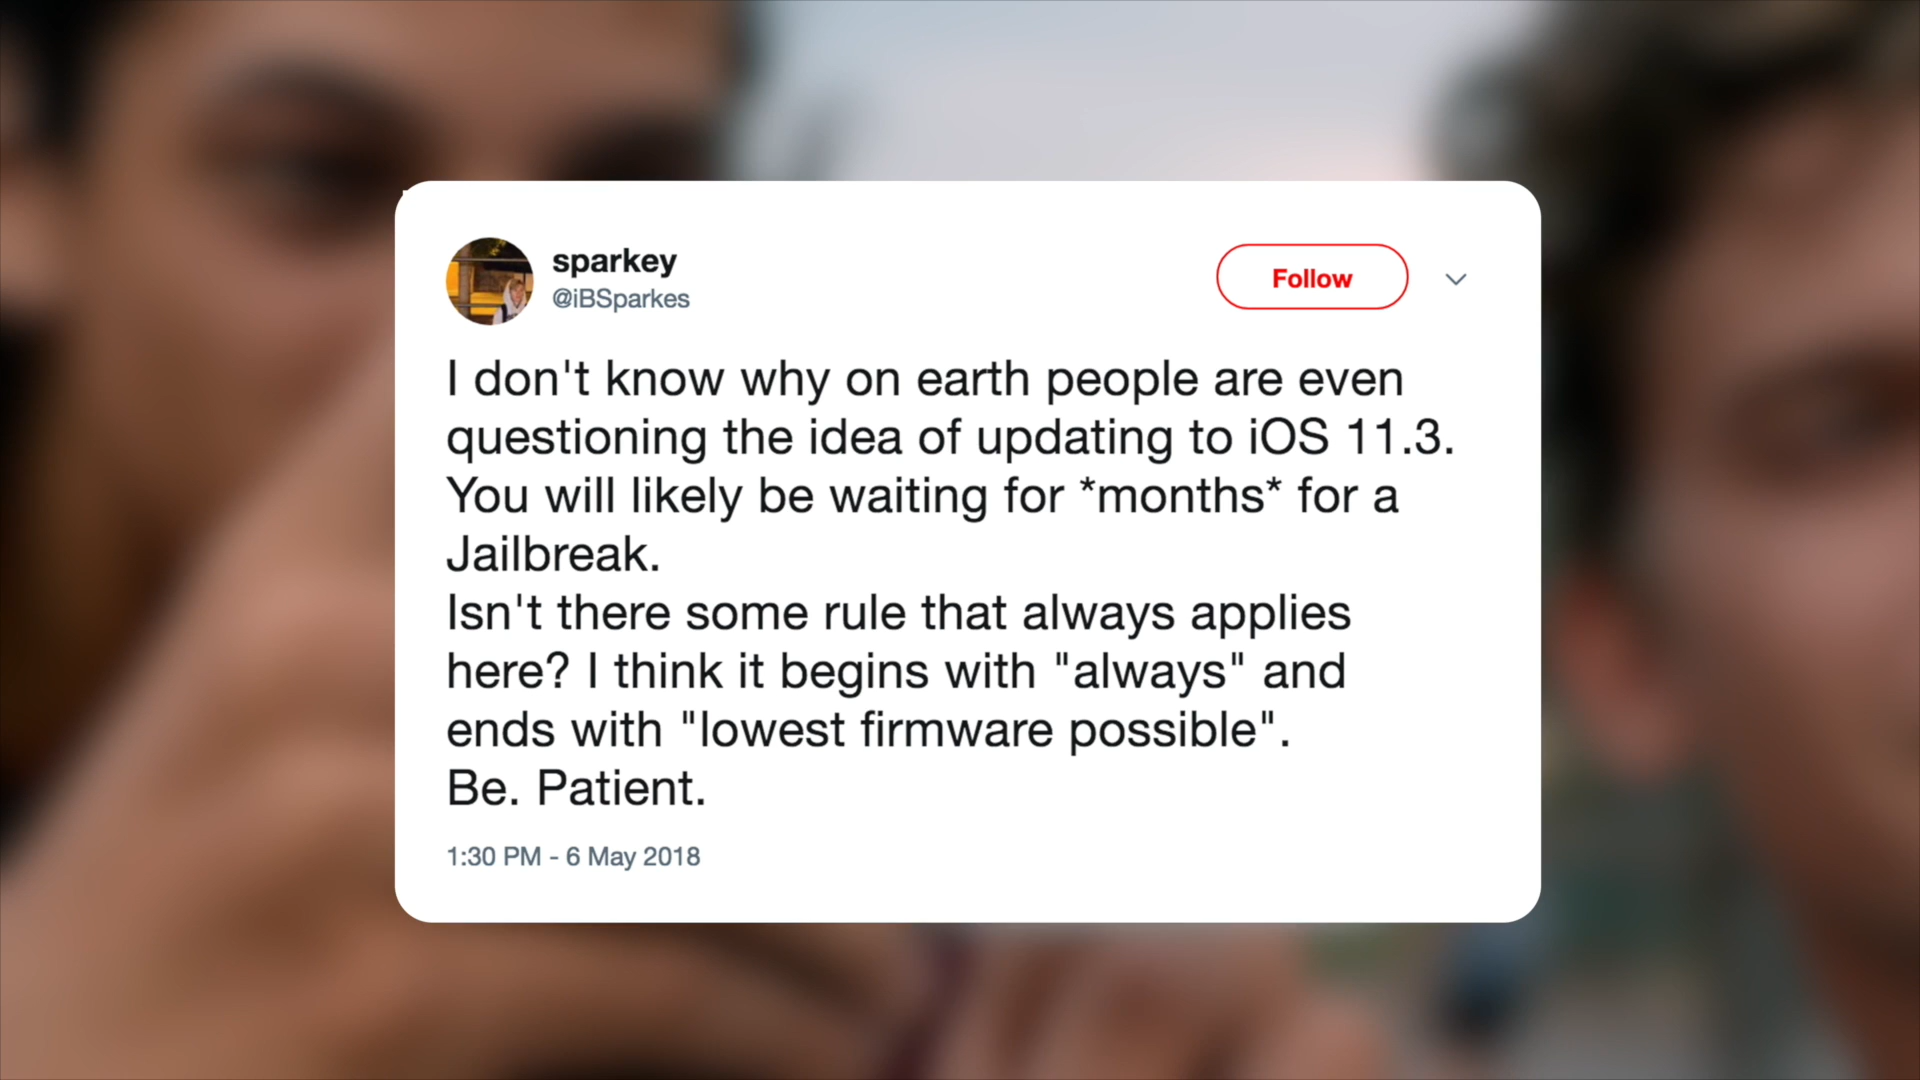 sparkey
@iBSparkes
Follow
I don't know why on earth people are even
questioning the idea of updating to iOS 11.3.
You will likely be waiting for *months* for a
Jailbreak.
Isn't there some rule that always applies
here? I think it begins with "always" and
ends with "lowest firmware possible".
Be. Patient.
1:30 PM - 6 May 2018